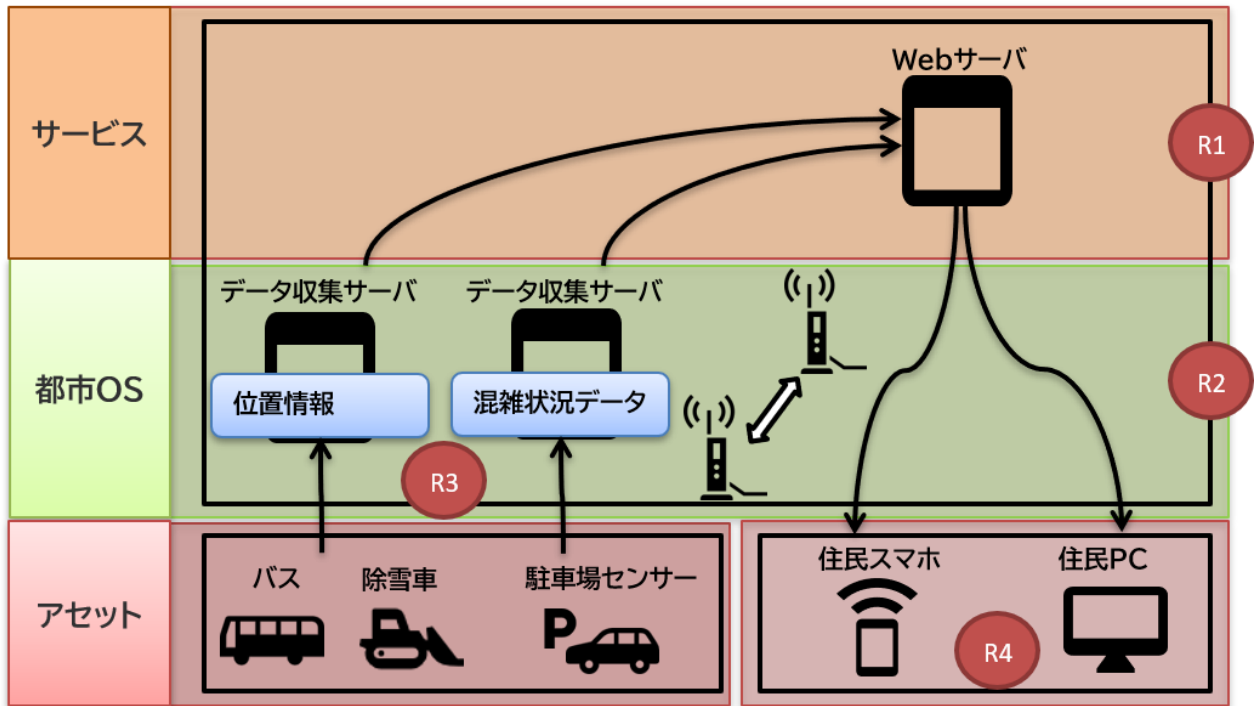 サービス
Webサーバ
R1
都市OS
データ収集サーバ
データ収集サーバ
位置情報
混雑状況データ
R2
R3
アセット
バス
除雪車
駐車場センサー
P
住民スマホ
住民PC
R4